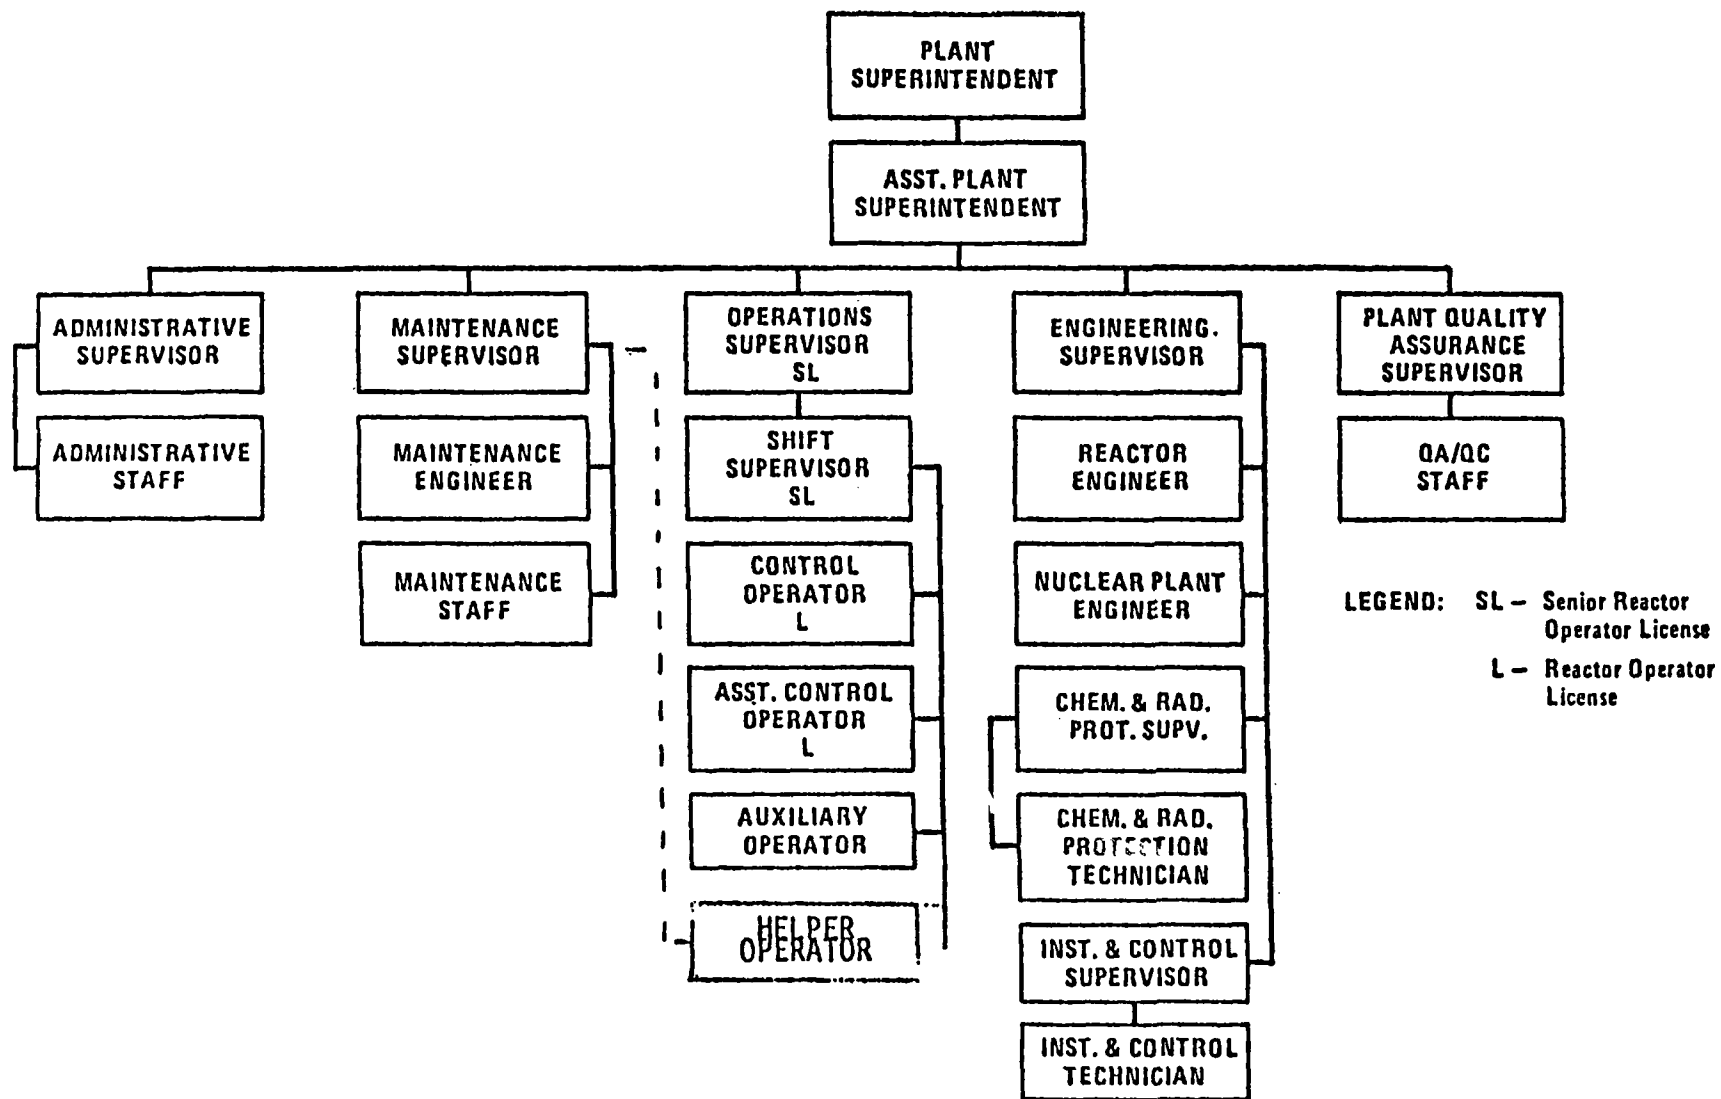 PLANT
SUPERINTENDENT
ASST. PLANT
SUPERINTENDENT
ADMINISTRATIVE
SUPERVISOR
ADMINISTRATIVE
STAFF
MAINTENANCE
SUPERVISOR
MAINTENANCE
ENGINEER
MAINTENANCE
STAFF
OPERATIONS
SUPERVISOR
SL
SHIFT
SUPERVISOR
SL
CONTROL
OPERATOR
L
ASST. CONTROL
OPERATOR
L
AUXILIARY
OPERATOR
HELPER
OPERATOR
ENGINEERING.
SUPERVISOR
REACTOR
ENGINEER
NUCLEAR PLANT
ENGINEER
CHEM. & RAD.
PROT. SUPV.
CHEM. & RAD.
PROTECTION
TECHNICIAN
INST. & CONTROL
SUPERVISOR
INST. & CONTROL
TECHNICIAN
PLANT QUALITY
ASSURANCE
SUPERVISOR
QA/QC
STAFF
LEGEND: SL – Senior Reactor
Operator License
L – Reactor Operator
License